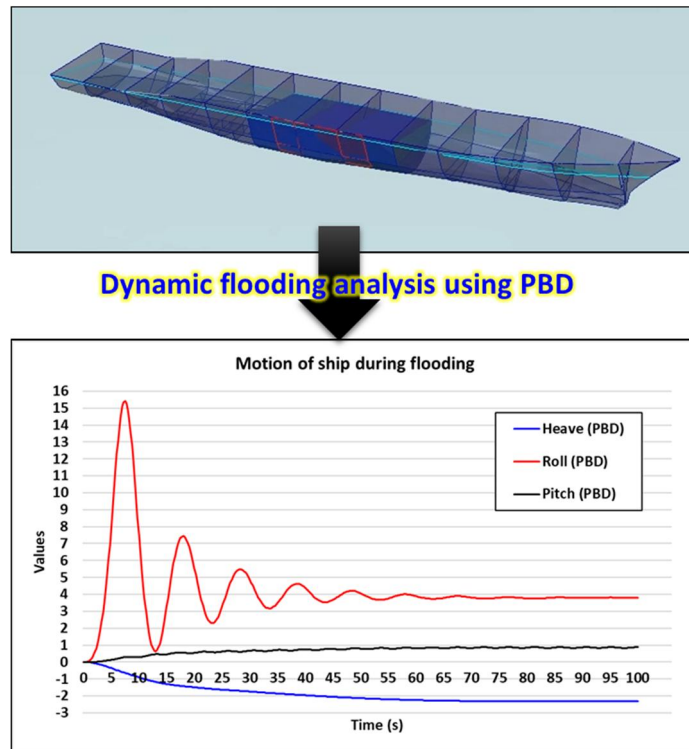 Dynamic flooding analysis using PBD
Motion of ship during flooding
16
15
14
13
12
11
10
9
8
7
6
5
4
3
2
1
0
-1
-2
-3
Values
Heave (PBD)
Roll (PBD)
Pitch (PBD)
0 5 10 15 20 25 30 35 40 45 50 55 60 65 70 75 80 85 90 95 100
Time (s)